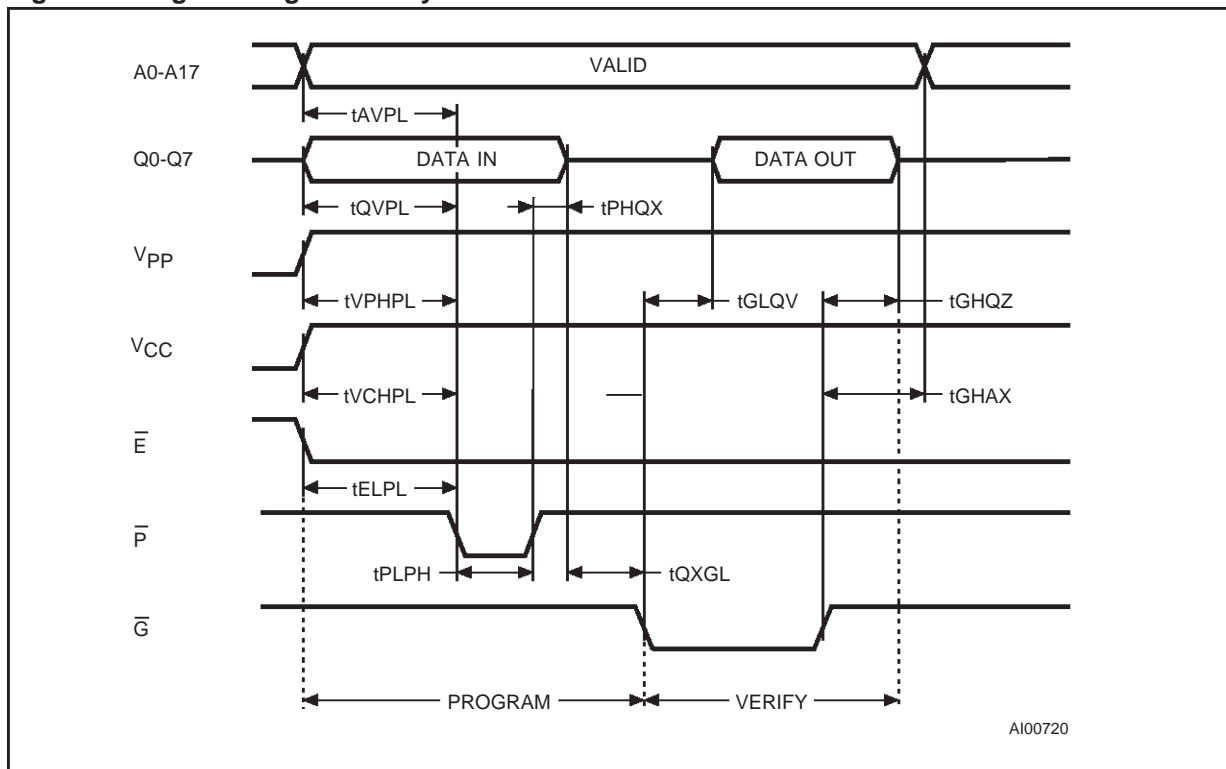 A0-A17
VALID
tAVPL
Q0-Q7
DATA IN
DATA OUT
tQVPL
tPHQX
VPP
tVPHPL
tGLQV
tGHQZ
VCC
tVCHPL
tGHAX
E̅
tELPL
P̅
tPLPH
tQXGL
G̅
PROGRAM
VERIFY
AI00720